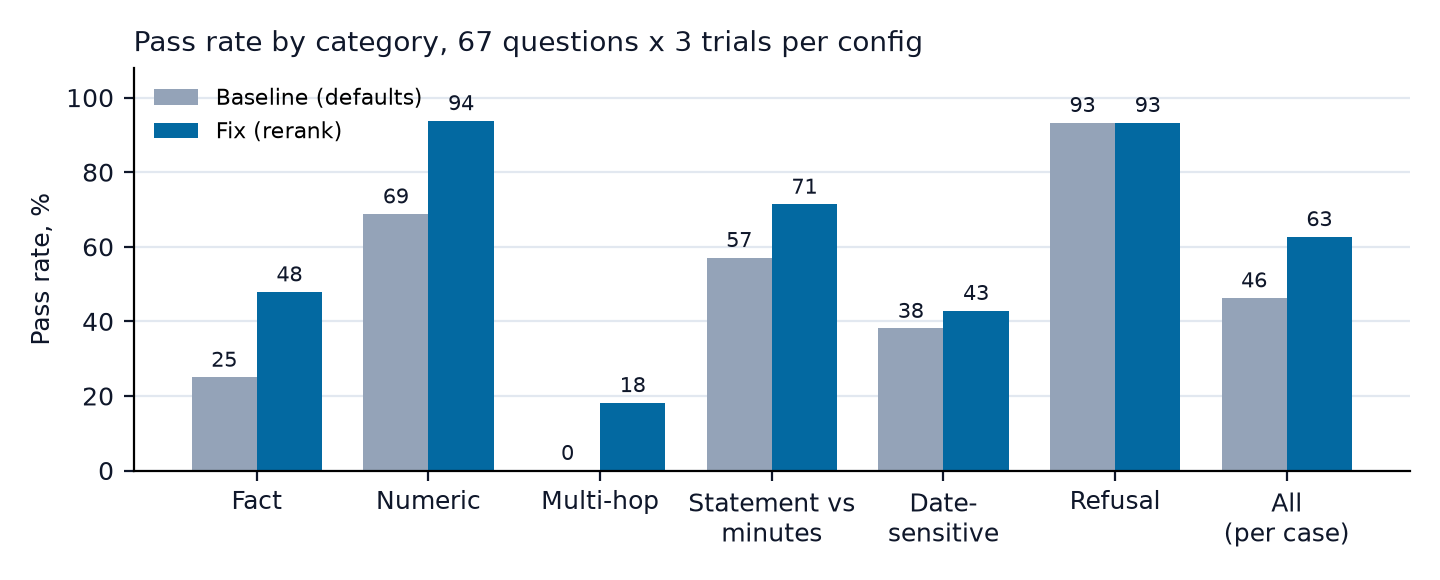 Pass rate by category, 67 questions x 3 trials per config
Pass rate, %
100
80
60
40
20
0
Baseline (defaults)
Fix (rerank)
25
48
69
94
0
18
57
71
38
43
93
93
46
63
Fact
Numeric
Multi-hop
Statement vs
minutes
Date-
sensitive
Refusal
All
(per case)